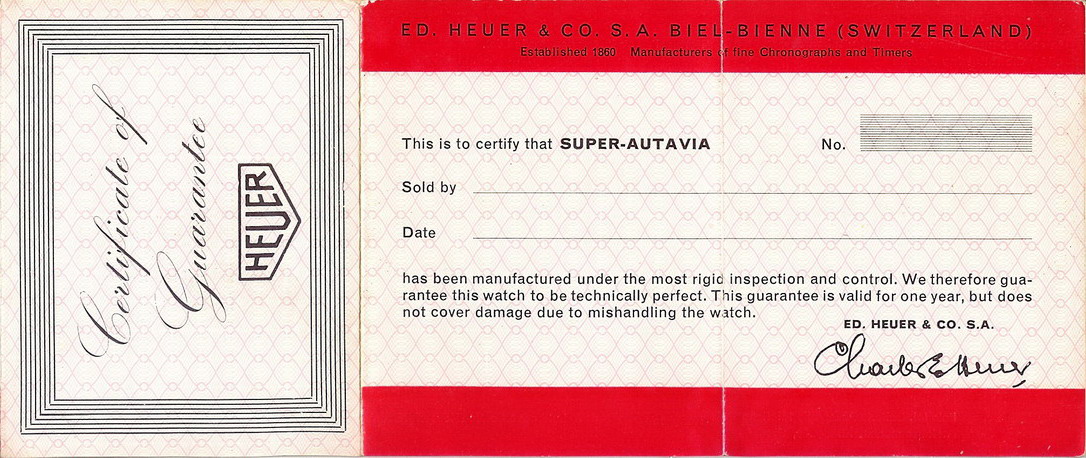 Certificate of
Guarantee
HEUER
ED. HEUER & CO. S.A. BIEL-BIENNE (SWITZERLAND)
Established 1860 Manufacturers of fine Chronographs and Timers
This is to certify that SUPER-AUTAVIA No.
Sold by
Date
has been manufactured under the most rigid inspection and control. We therefore gua-
rantee this watch to be technically perfect. This guarantee is valid for one year, but does
not cover damage due to mishandling the watch.
ED. HEUER & CO. S.A.
Charles E Heuer